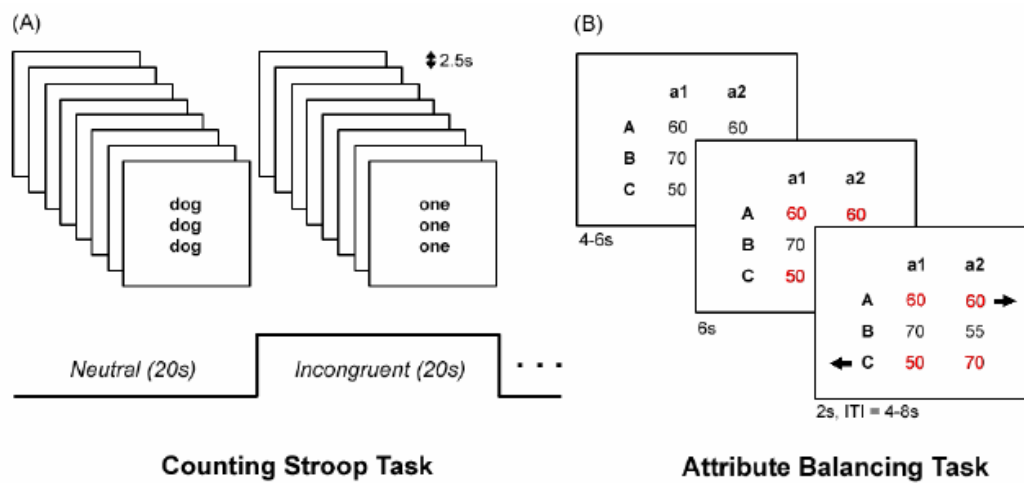 (A)
2.5s
dog
dog
dog
one
one
one
Neutral (20s)
Incongruent (20s)
. . .
Counting Stroop Task
(B)
a1 a2
A 60 60
B 70
C 50
4-6s
a1 a2
A 60 60
B 70
C 50
6s
a1 a2
A 60 60
B 70 55
C 50 70
2s, ITI = 4-8s
Attribute Balancing Task